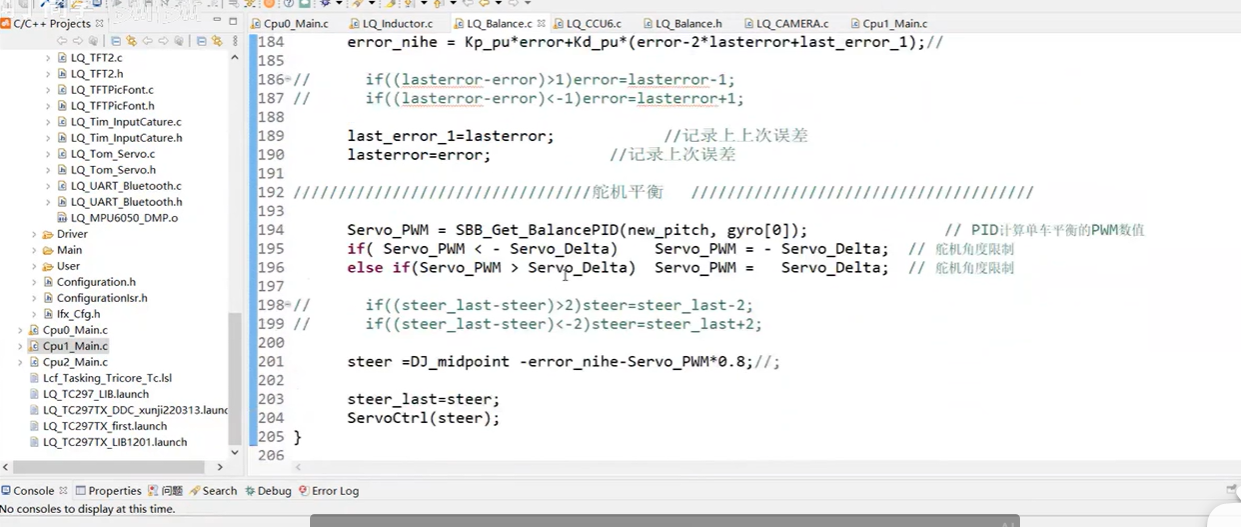 C/C++ Projects
LQ_TFT2.c
LQ_TFT2.h
LQ_TFTPicFont.c
LQ_TFTPicFont.h
LQ_Tim_InputCature.c
LQ_Tim_InputCature.h
LQ_Tom_Servo.c
LQ_Tom_Servo.h
LQ_UART_Bluetooth.c
LQ_UART_Bluetooth.h
LQ_MPU6050_DMP.o
Driver
Main
User
Configuration.h
ConfigurationIsr.h
Ifx_Cfg.h
Cpu0_Main.c
Cpu1_Main.c
Cpu2_Main.c
Lcf_Tasking_Tricore_Tc.lsl
LQ_TC297_LIB.launch
LQ_TC297TX_DDC_xunji220313.launc
LQ_TC297TX_first.launch
LQ_TC297TX_LIB1201.launch
Cpu0_Main.c LQ_Inductor.c LQ_Balance.c LQ_CCU6.c LQ_Balance.h LQ_CAMERA.c Cpu1_Main.c
184 error_nihe = Kp_pu*error+Kd_pu*(error-2*lasterror+last_error_1);//
185
186 // if((lasterror-error)>1)error=lasterror-1;
187 // if((lasterror-error)<-1)error=lasterror+1;
188
189 last_error_1=lasterror; //记录上上次误差
190 lasterror=error; //记录上次误差
191
192 /////////////////////////////////舵机平衡 //////////////////////////////////////
193
194 Servo_PWM = SBB_Get_BalancePID(new_pitch, gyro[0]); // PID计算单车平衡的PWM数值
195 if( Servo_PWM < - Servo_Delta) Servo_PWM = - Servo_Delta; // 舵机角度限制
196 else if(Servo_PWM > Servo_Delta) Servo_PWM = Servo_Delta; // 舵机角度限制
197
198 // if((steer_last-steer)>2)steer=steer_last-2;
199 // if((steer_last-steer)<-2)steer=steer_last+2;
200
201 steer =DJ_midpoint -error_nihe-Servo_PWM*0.8;//;
202
203 steer_last=steer;
204 ServoCtrl(steer);
205 }
206
Console Properties 问题 Search Debug Error Log
No consoles to display at this time.